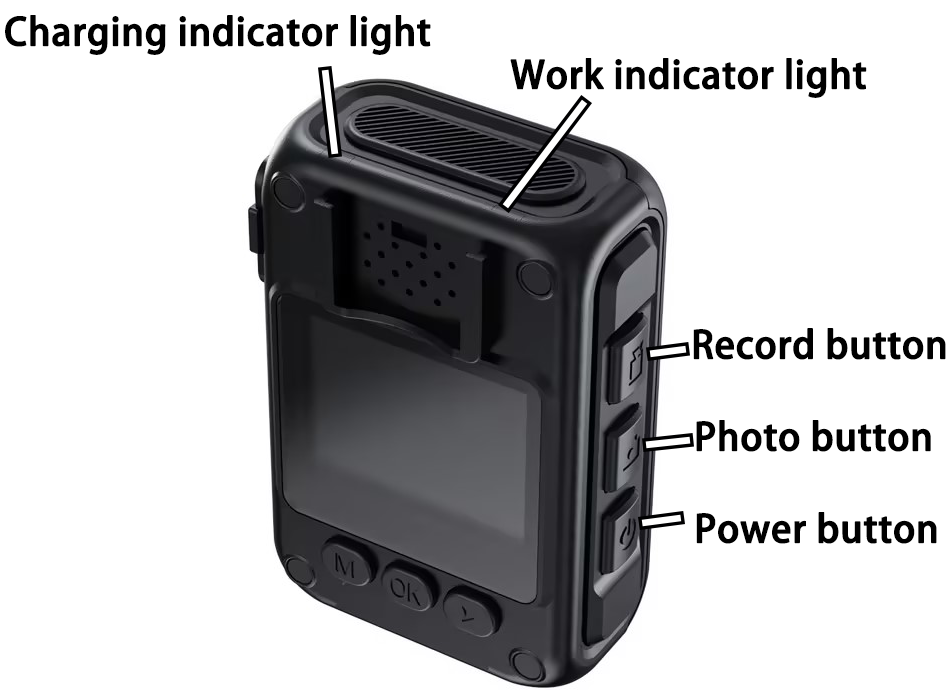 Charging indicator light
Work indicator light
Record button
Photo button
Power button
M
OK